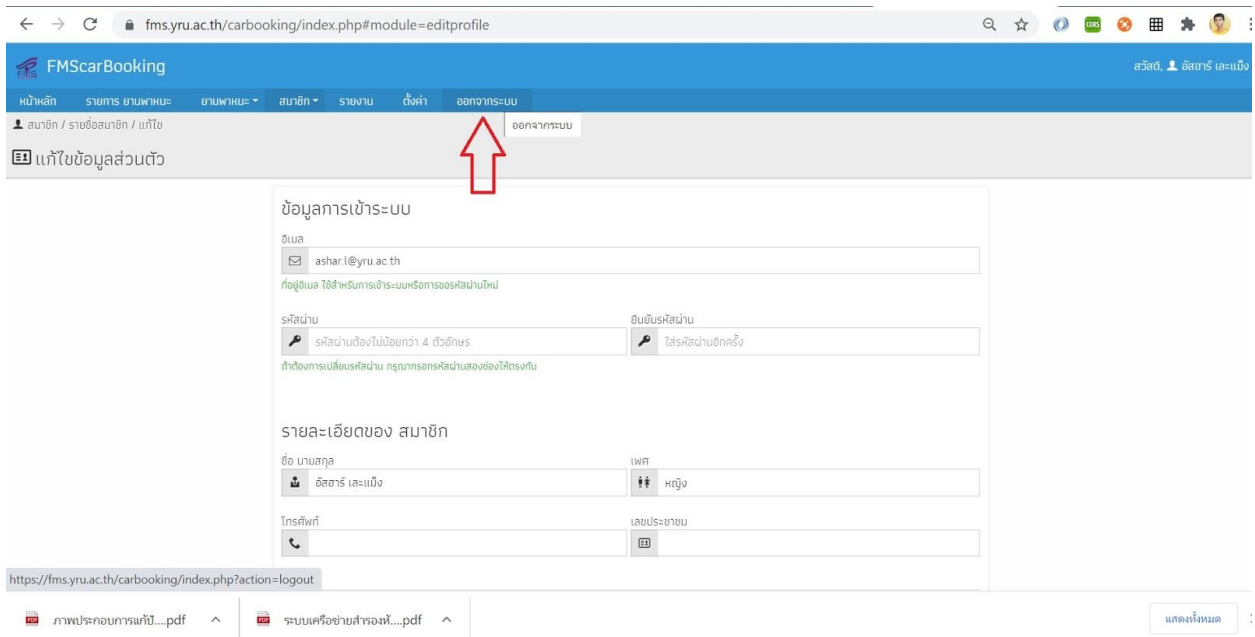 fms.yru.ac.th/carbooking/index.php#module=editprofile
CORS
FMS FMScarBooking
สวัสดี, อัสฮาร์ เละแม็ง
หน้าหลัก รายการ ยานพาหนะ ยานพาหนะ สมาชิก รายงาน ตั้งค่า ออกจากระบบ
สมาชิก / รายชื่อสมาชิก / แก้ไข
ออกจากระบบ
แก้ไขข้อมูลส่วนตัว
ข้อมูลการเข้าระบบ
อีเมล
ashar.l@yru.ac.th
ที่อยู่อีเมล ใช้สำหรับการเข้าระบบหรือการขอรหัสผ่านใหม่
รหัสผ่าน ยืนยันรหัสผ่าน
รหัสผ่านต้องไม่น้อยกว่า 4 ตัวอักษร ใส่รหัสผ่านอีกครั้ง
ถ้าต้องการเปลี่ยนรหัสผ่าน กรุณากรอกรหัสผ่านสองช่องให้ตรงกัน
รายละเอียดของ สมาชิก
ชื่อ นามสกุล เพศ
อัสฮาร์ เละแม็ง หญิง
โทรศัพท์ เลขประชาชน
https://fms.yru.ac.th/carbooking/index.php?action=logout
PDF ภาพประกอบการแก้ปั....pdf PDF ระบบเครือข่ายสำรองห้....pdf แสดงทั้งหมด